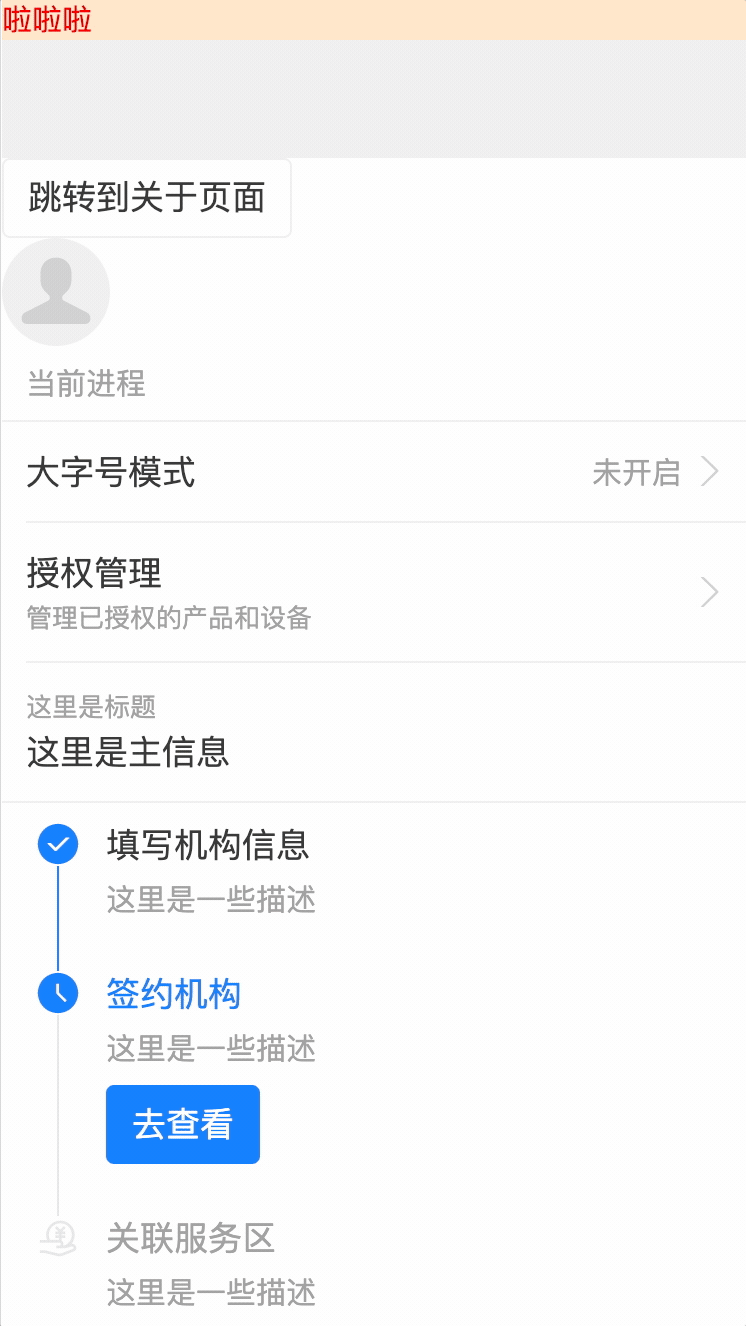 啦啦啦
跳转到关于页面
当前进程
大字号模式 未开启
授权管理
管理已授权的产品和设备
这里是标题
这里是主信息
填写机构信息
这里是一些描述
签约机构
这里是一些描述
去查看
¥
关联服务区
这里是一些描述